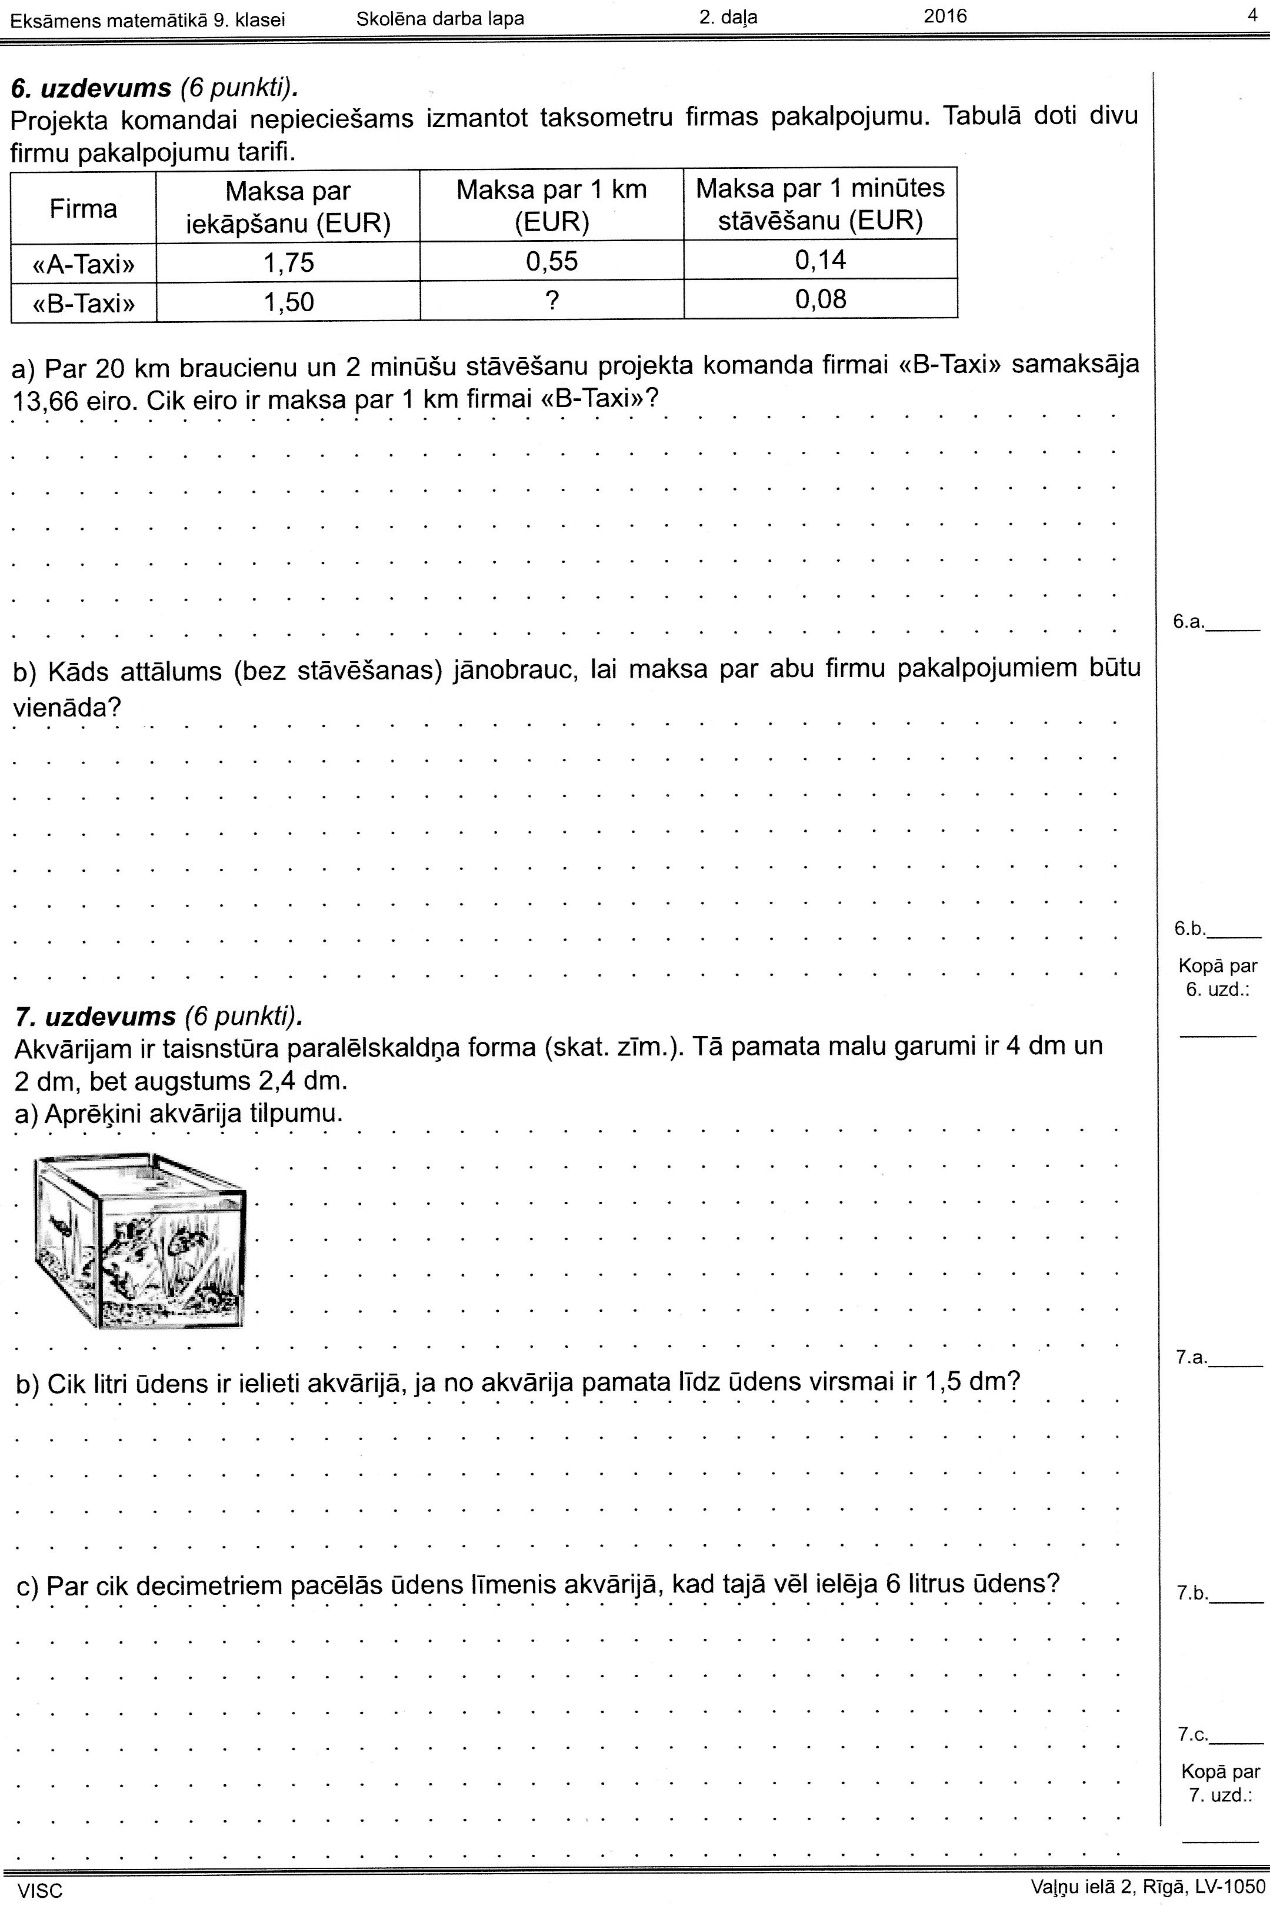 Eksāmens matemātikā 9. klasei Skolēna darba lapa 2. daļa 2016 4
6. uzdevums (6 punkti).
Projekta komandai nepieciešams izmantot taksometru firmas pakalpojumu. Tabulā doti divu
firmu pakalpojumu tarifi.
Firma Maksa par iekāpšanu (EUR) Maksa par 1 km (EUR) Maksa par 1 minūtes stāvēšanu (EUR)
«A-Taxi» 1,75 0,55 0,14
«B-Taxi» 1,50 ? 0,08
a) Par 20 km braucienu un 2 minūšu stāvēšanu projekta komanda firmai «B-Taxi» samaksāja
13,66 eiro. Cik eiro ir maksa par 1 km firmai «B-Taxi»?
6.a.____
b) Kāds attālums (bez stāvēšanas) jānobrauc, lai maksa par abu firmu pakalpojumiem būtu
vienāda?
6.b.____
Kopā par
6. uzd.:
7. uzdevums (6 punkti).
Akvārijam ir taisnstūra paralēlskaldņa forma (skat. zīm.). Tā pamata malu garumi ir 4 dm un
2 dm, bet augstums 2,4 dm.
a) Aprēķini akvārija tilpumu.
7.a.____
b) Cik litri ūdens ir ielieti akvārijā, ja no akvārija pamata līdz ūdens virsmai ir 1,5 dm?
7.b.____
c) Par cik decimetriem pacēlās ūdens līmenis akvārijā, kad tajā vēl ielēja 6 litrus ūdens?
7.c.____
Kopā par
7. uzd.:
VISC Vaļņu ielā 2, Rīgā, LV-1050